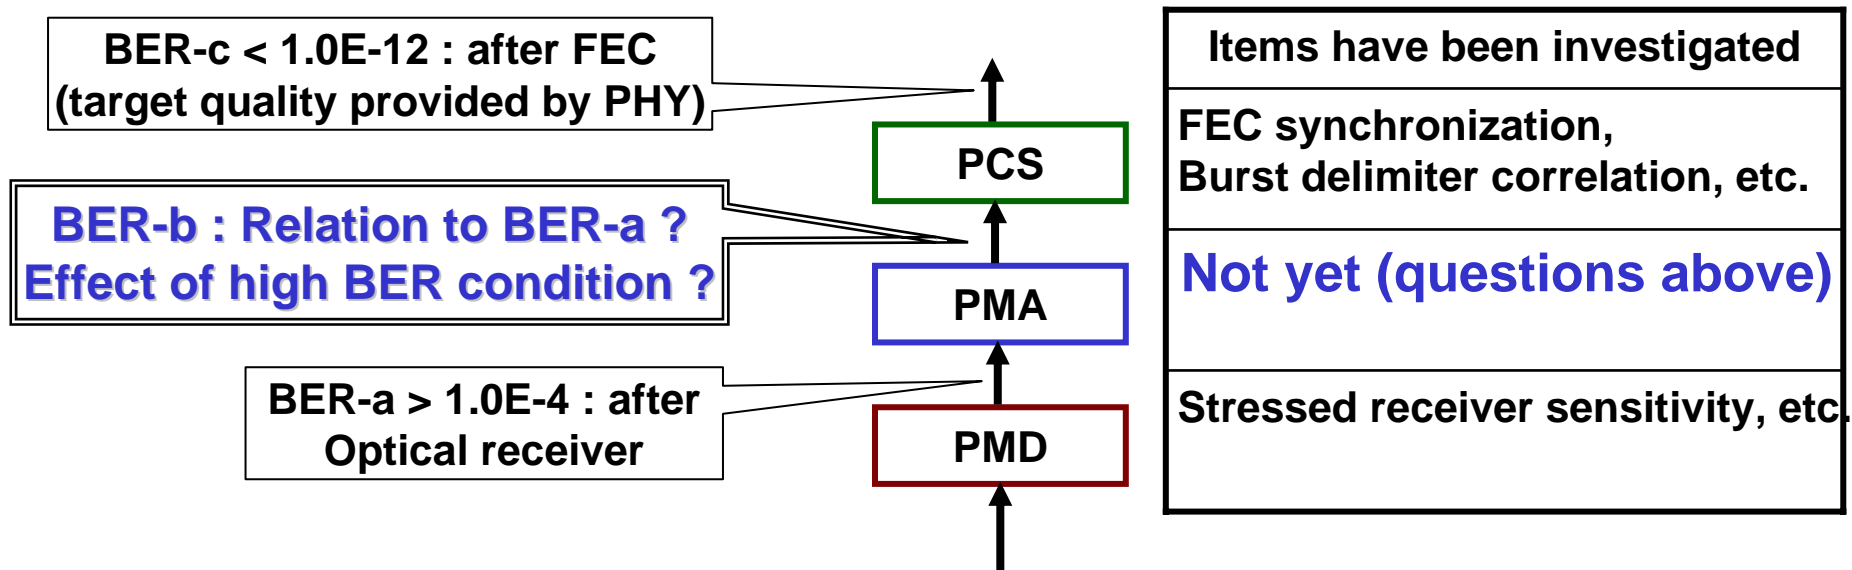 BER-c < 1.0E-12 : after FEC
(target quality provided by PHY)
BER-b : Relation to BER-a ?
Effect of high BER condition ?
BER-a > 1.0E-4 : after
Optical receiver
PCS
PMA
PMD
Items have been investigated
FEC synchronization,
Burst delimiter correlation, etc.
Not yet (questions above)
Stressed receiver sensitivity, etc.